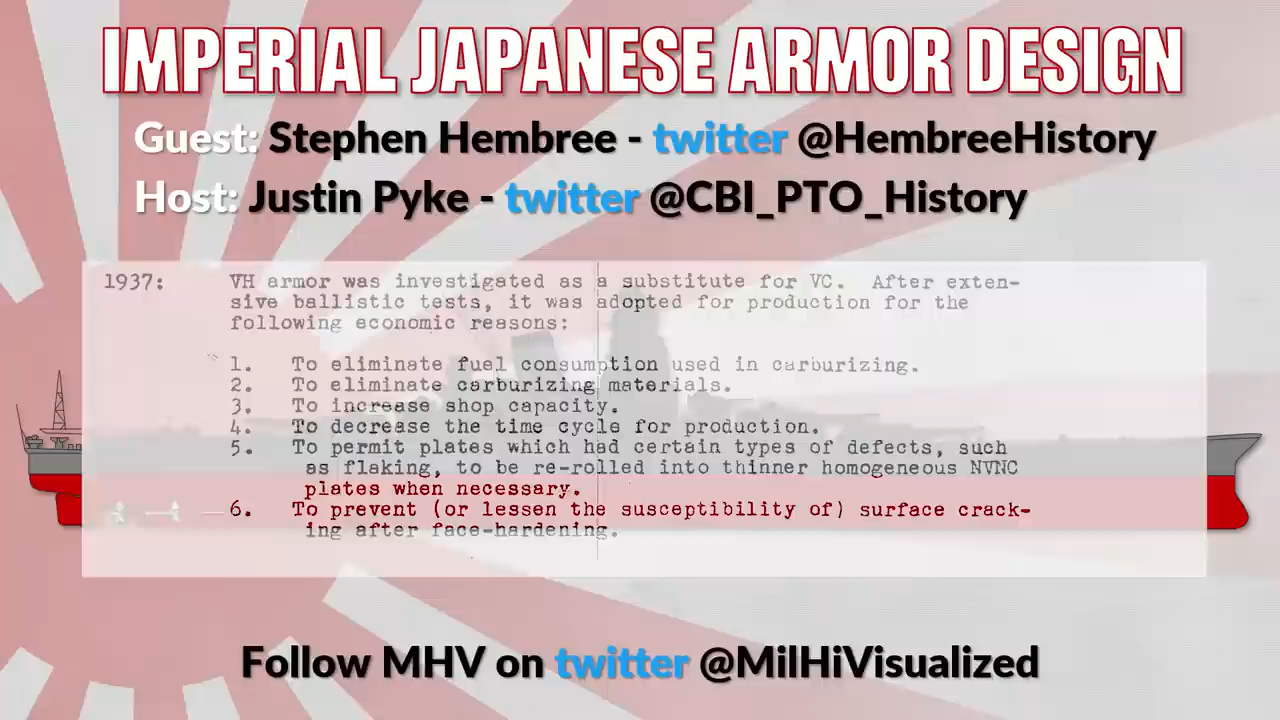 IMPERIAL JAPANESE ARMOR DESIGN
Guest: Stephen Hembree - twitter @HembreeHistory
Host: Justin Pyke - twitter @CBI_PTO_History
1937: VH armor was investigated as a substitute for VC. After exten-
sive ballistic tests, it was adopted for production for the
following economic reasons:
1. To eliminate fuel consumption used in carburizing.
2. To eliminate carburizing materials.
3. To increase shop capacity.
4. To decrease the time cycle for production.
5. To permit plates which had certain types of defects, such
as flaking, to be re-rolled into thinner homogeneous NVNC
plates when necessary.
6. To prevent (or lessen the susceptibility of) surface crack-
ing after face-hardening.
Follow MHV on twitter @MilHiVisualized